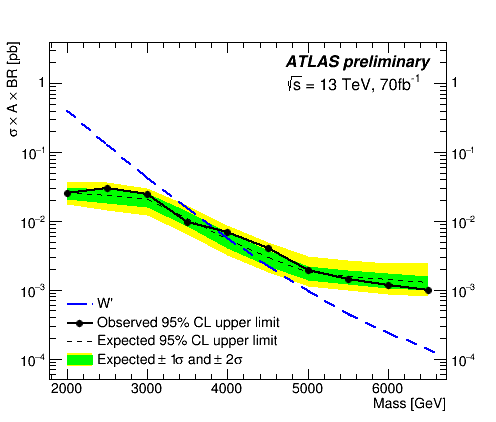 ATLAS preliminary
√s = 13 TeV, 70fb⁻¹
σ × A × BR [pb]
1 1
10⁻¹ 10⁻¹
10⁻² 10⁻²
10⁻³ 10⁻³
10⁻⁴ 10⁻⁴
W'
Observed 95% CL upper limit
Expected 95% CL upper limit
Expected ± 1σ and ± 2σ
2000 3000 4000 5000 6000
Mass [GeV]